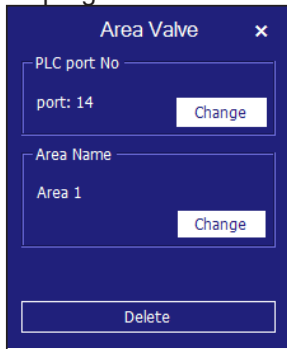 Area Valve ×
PLC port No
port: 14
Change
Area Name
Area 1
Change
Delete